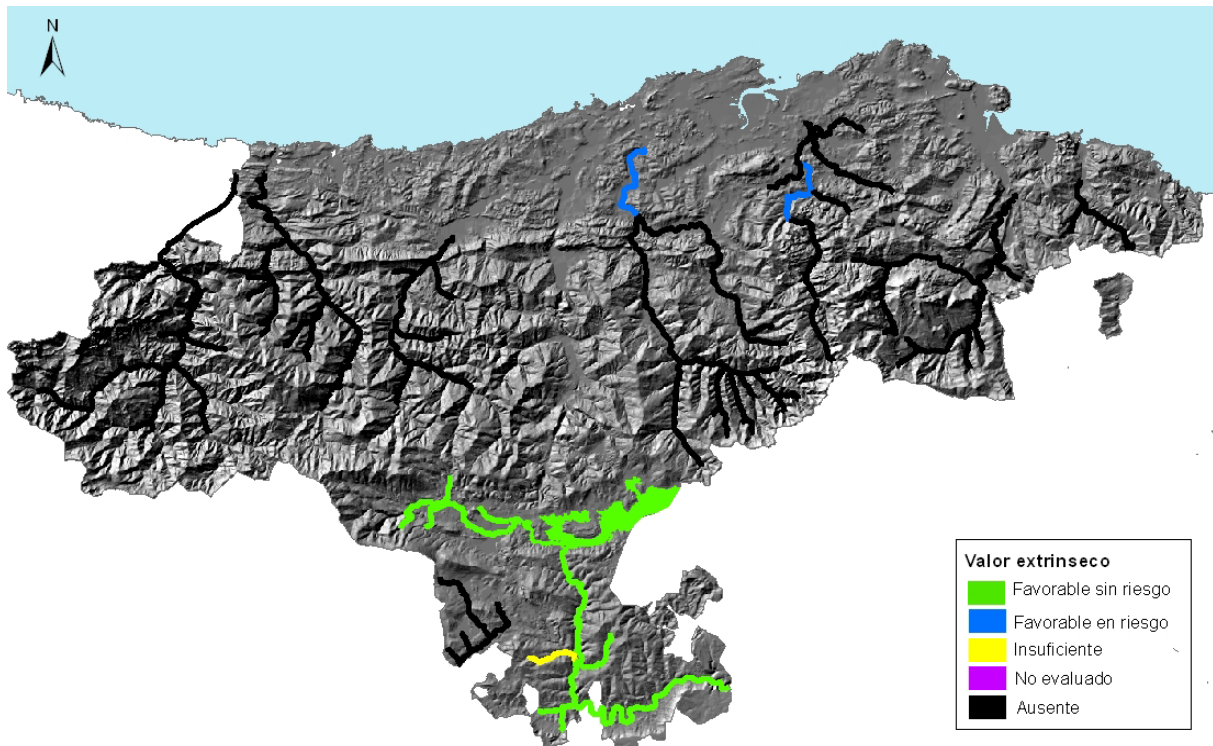 N
Valor extrinseco
Favorable sin riesgo
Favorable en riesgo
Insuficiente
No evaluado
Ausente